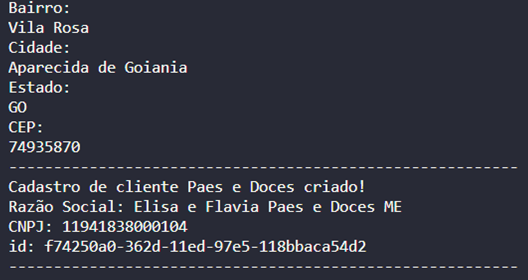 Bairro:
Vila Rosa
Cidade:
Aparecida de Goiania
Estado:
GO
CEP:
74935870
---------------------------------------------------------
Cadastro de cliente Paes e Doces criado!
Razão Social: Elisa e Flavia Paes e Doces ME
CNPJ: 11941838000104
id: f74250a0-362d-11ed-97e5-118bbaca54d2
---------------------------------------------------------